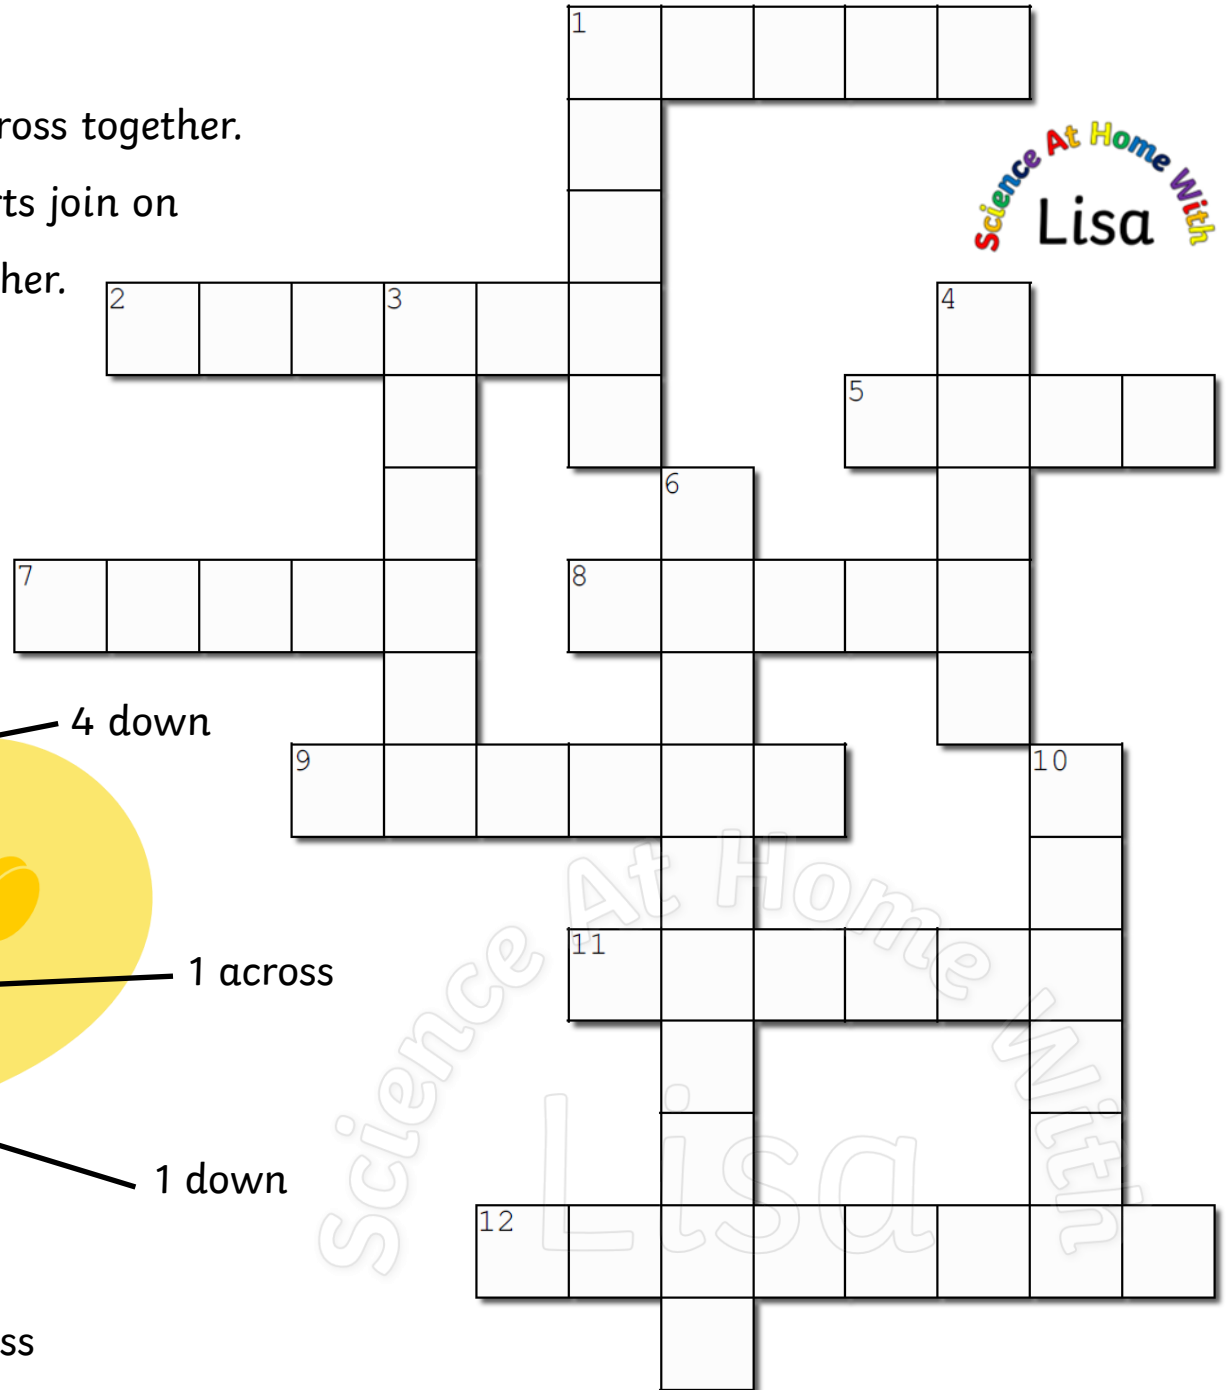 1
ross together.
Science At Home With
Lisa
ts join on
her.
2
3
4
5
6
7
8
4 down
9
10
11
1 across
1 down
12
Science At Home With
Lisa
ss